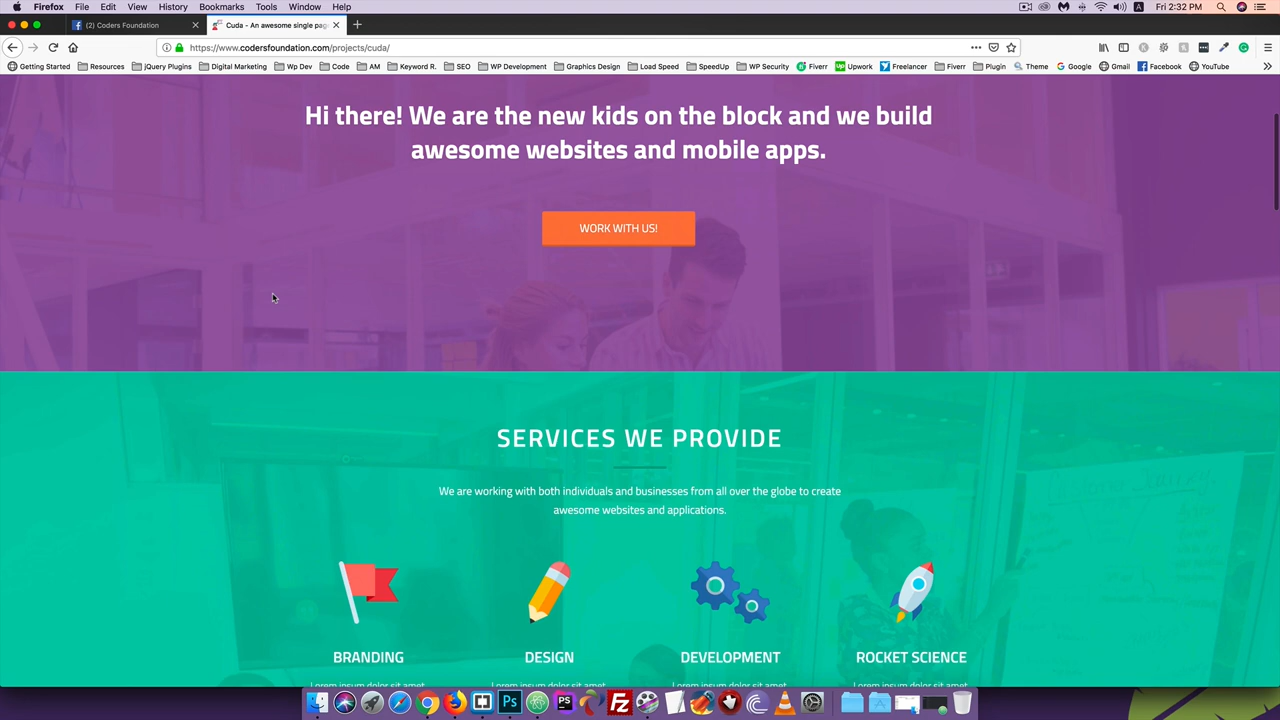 Firefox File Edit View History Bookmarks Tools Window Help Fri 2:32 PM
(2) Coders Foundation Cuda - An awesome single pag
https://www.codersfoundation.com/projects/cuda/
Getting Started Resources jQuery Plugins Digital Marketing Wp Dev Code AM Keyword R. SEO WP Development Graphics Design Load Speed SpeedUp WP Security Fiverr Upwork Freelancer Fiverr Plugin Theme Google Gmail Facebook YouTube
Hi there! We are the new kids on the block and we build
awesome websites and mobile apps.
WORK WITH US!
SERVICES WE PROVIDE
We are working with both individuals and businesses from all over the globe to create
awesome websites and applications.
BRANDING DESIGN DEVELOPMENT ROCKET SCIENCE
Lorem ipsum dolor sit amet, Lorem ipsum dolor sit amet, Lorem ipsum dolor sit amet, Lorem ipsum dolor sit amet,